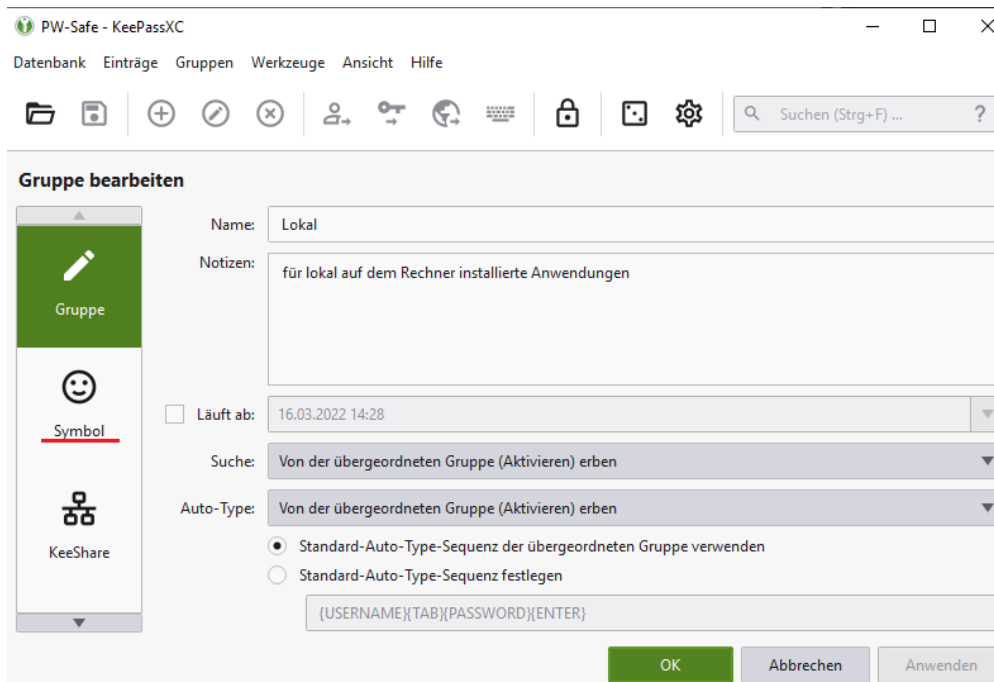 PW-Safe - KeePassXC
Datenbank Einträge Gruppen Werkzeuge Ansicht Hilfe
Suchen (Strg+F) ... ?
Gruppe bearbeiten
Gruppe
Symbol
KeeShare
Name: Lokal
Notizen: für lokal auf dem Rechner installierte Anwendungen
Läuft ab: 16.03.2022 14:28
Suche: Von der übergeordneten Gruppe (Aktivieren) erben
Auto-Type: Von der übergeordneten Gruppe (Aktivieren) erben
Standard-Auto-Type-Sequenz der übergeordneten Gruppe verwenden
Standard-Auto-Type-Sequenz festlegen
{USERNAME}{TAB}{PASSWORD}{ENTER}
OK Abbrechen Anwenden